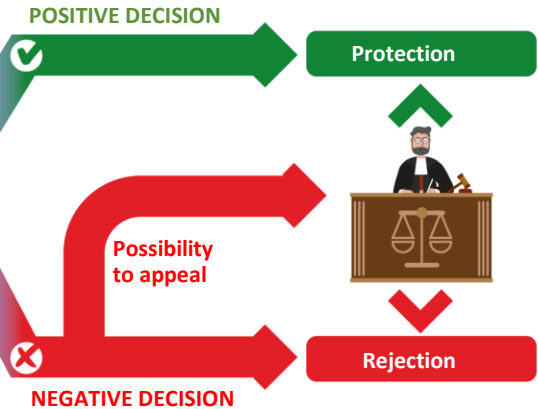 POSITIVE DECISION
Protection
Possibility
to appeal
Rejection
NEGATIVE DECISION